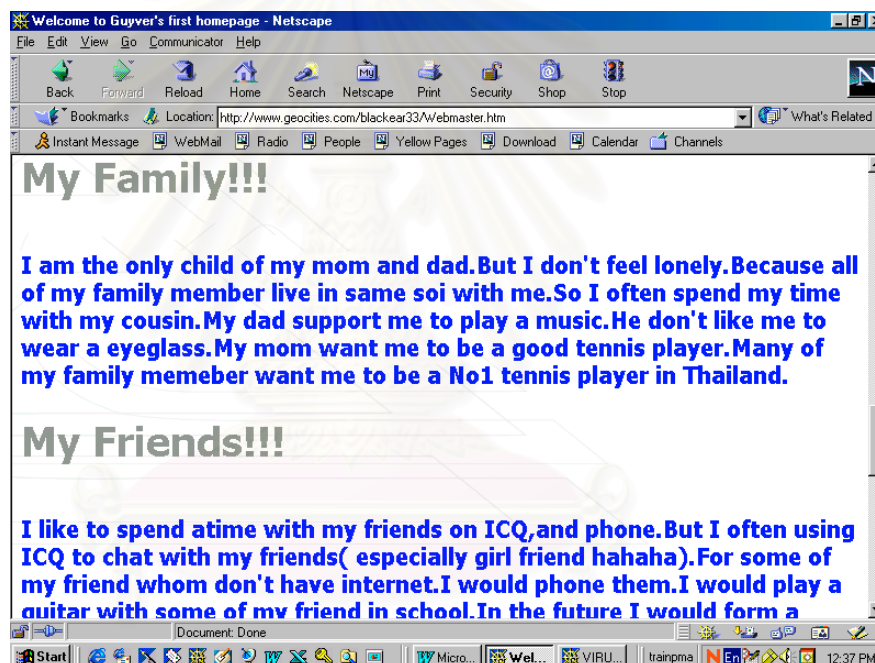 Welcome to Guyver's first homepage - Netscape
File Edit View Go Communicator Help
Back Forward Reload Home Search Netscape Print Security Shop Stop
Bookmarks Location: http://www.geocities.com/blackear33/Webmaster.htm What's Related
Instant Message WebMail Radio People Yellow Pages Download Calendar Channels
My Family!!!
I am the only child of my mom and dad.But I don't feel lonely.Because all
of my family member live in same soi with me.So I often spend my time
with my cousin.My dad support me to play a music.He don't like me to
wear a eyeglass.My mom want me to be a good tennis player.Many of
my family memeber want me to be a No1 tennis player in Thailand.
My Friends!!!
I like to spend atime with my friends on ICQ,and phone.But I often using
ICQ to chat with my friends( especially girl friend hahaha).For some of
my friend whom don't have internet.I would phone them.I would play a
guitar with some of my friend in school.In the future I would form a
Document: Done
Start Micro... Wel... VIRU... trainpma En 12:37 PM